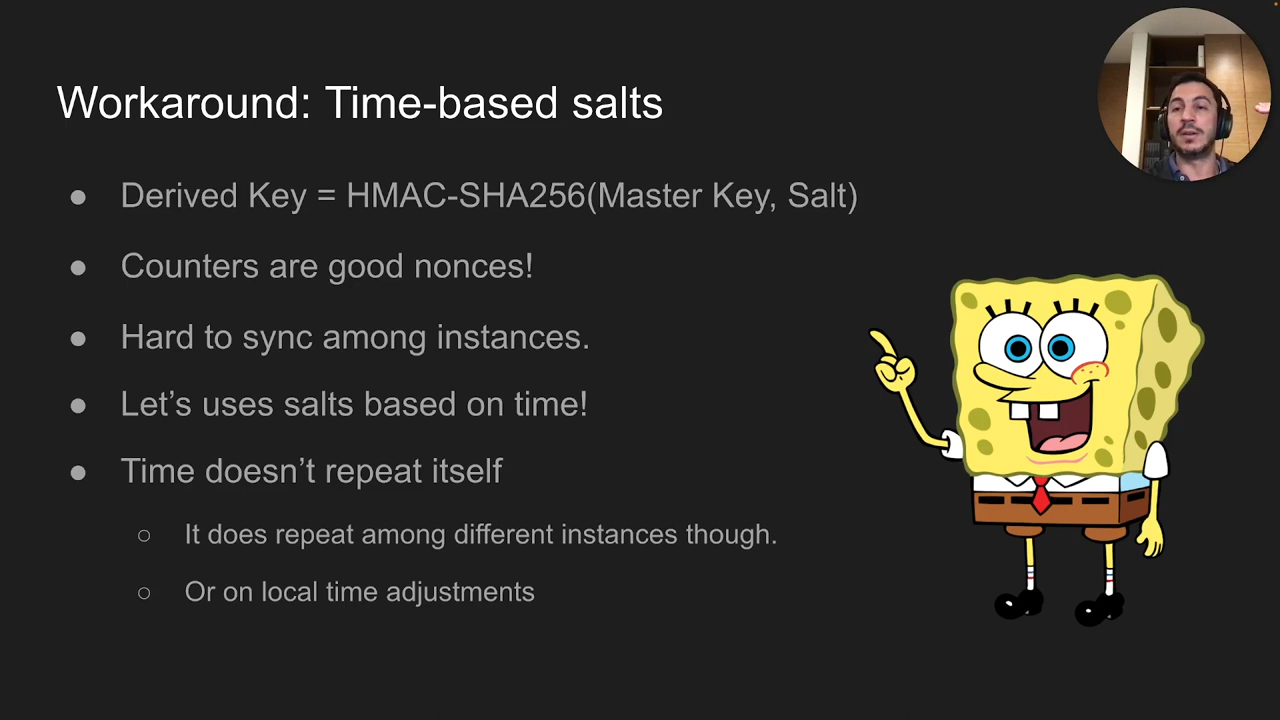 Workaround: Time-based salts
● Derived Key = HMAC-SHA256(Master Key, Salt)
● Counters are good nonces!
● Hard to sync among instances.
● Let’s uses salts based on time!
● Time doesn’t repeat itself
○ It does repeat among different instances though.
○ Or on local time adjustments